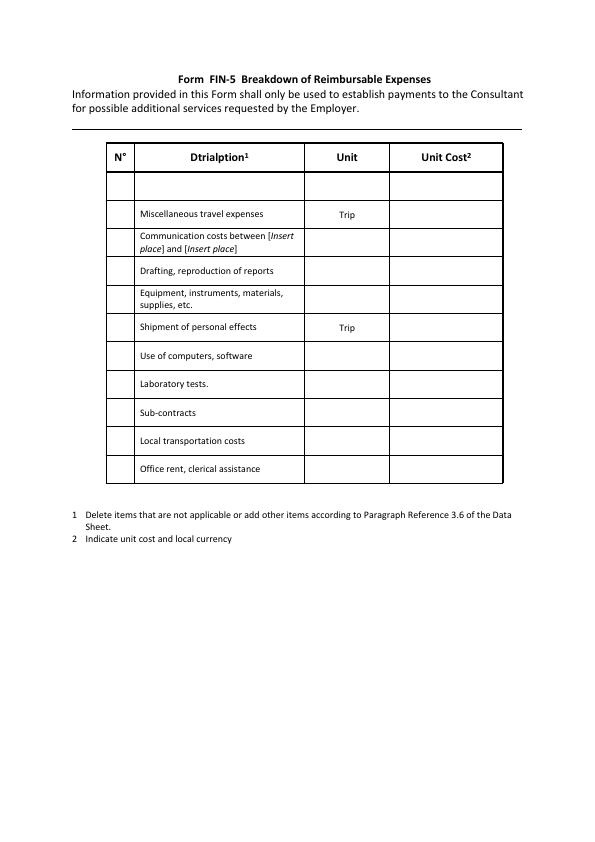 Form FIN-5 Breakdown of Reimbursable Expenses
Information provided in this Form shall only be used to establish payments to the Consultant
for possible additional services requested by the Employer.
N° Dtrialption¹ Unit Unit Cost²
Miscellaneous travel expenses Trip
Communication costs between [Insert
place] and [Insert place]
Drafting, reproduction of reports
Equipment, instruments, materials,
supplies, etc.
Shipment of personal effects Trip
Use of computers, software
Laboratory tests.
Sub-contracts
Local transportation costs
Office rent, clerical assistance
1 Delete items that are not applicable or add other items according to Paragraph Reference 3.6 of the Data
Sheet.
2 Indicate unit cost and local currency